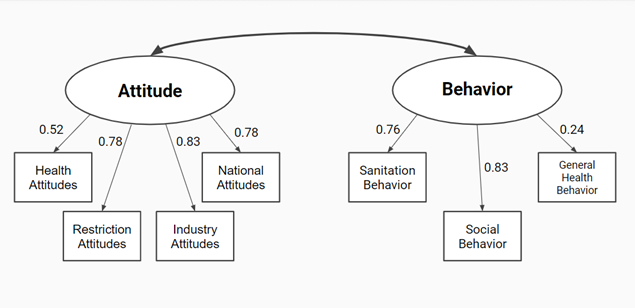 Attitude
Behavior
0.52
0.78
0.83
0.78
0.76
0.83
0.24
Health
Attitudes
National
Attitudes
Restriction
Attitudes
Industry
Attitudes
Sanitation
Behavior
General
Health
Behavior
Social
Behavior